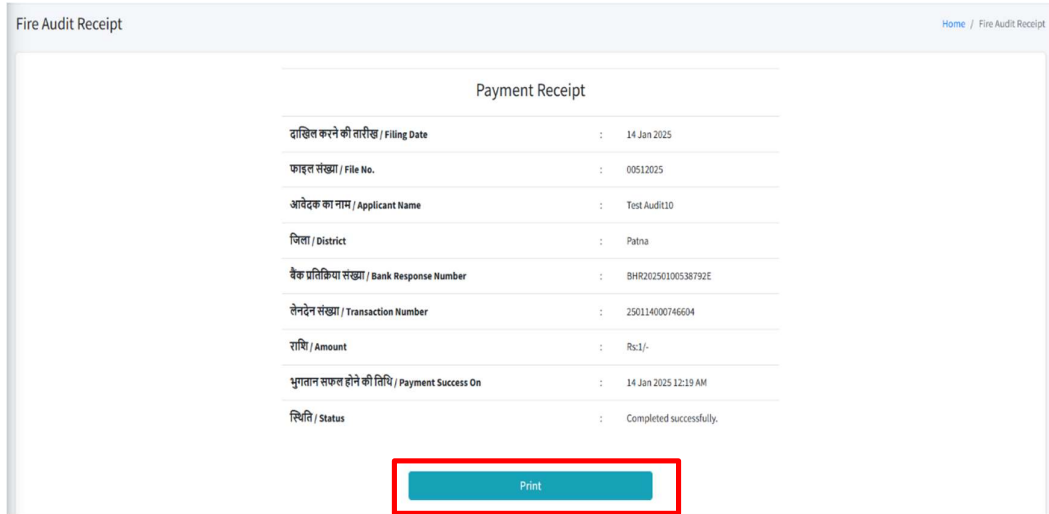 Fire Audit Receipt
Home / Fire Audit Receipt
Payment Receipt
दाखिल करने की तारीख / Filing Date : 14 Jan 2025
फाइल संख्या / File No. : 00512025
आवेदक का नाम / Applicant Name : Test Audit10
जिला / District : Patna
बैंक प्रतिक्रिया संख्या / Bank Response Number : BHR20250100538792E
लेनदेन संख्या / Transaction Number : 250114000746604
राशि / Amount : Rs:1/-
भुगतान सफल होने की तिथि / Payment Success On : 14 Jan 2025 12:19 AM
स्थिति / Status : Completed successfully.
Print